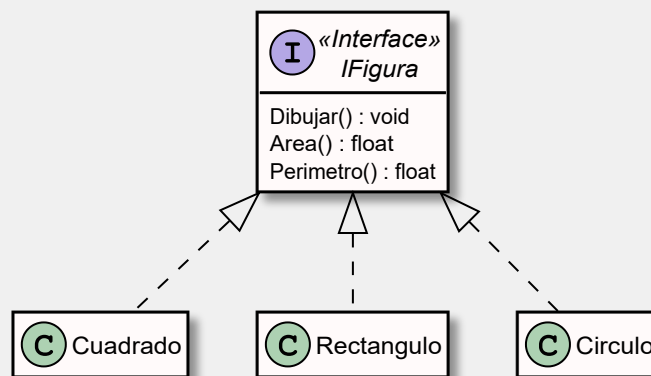 I
«Interface»
IFigura
Dibujar() : void
Area() : float
Perimetro() : float
C Cuadrado
C Rectangulo
C Circulo